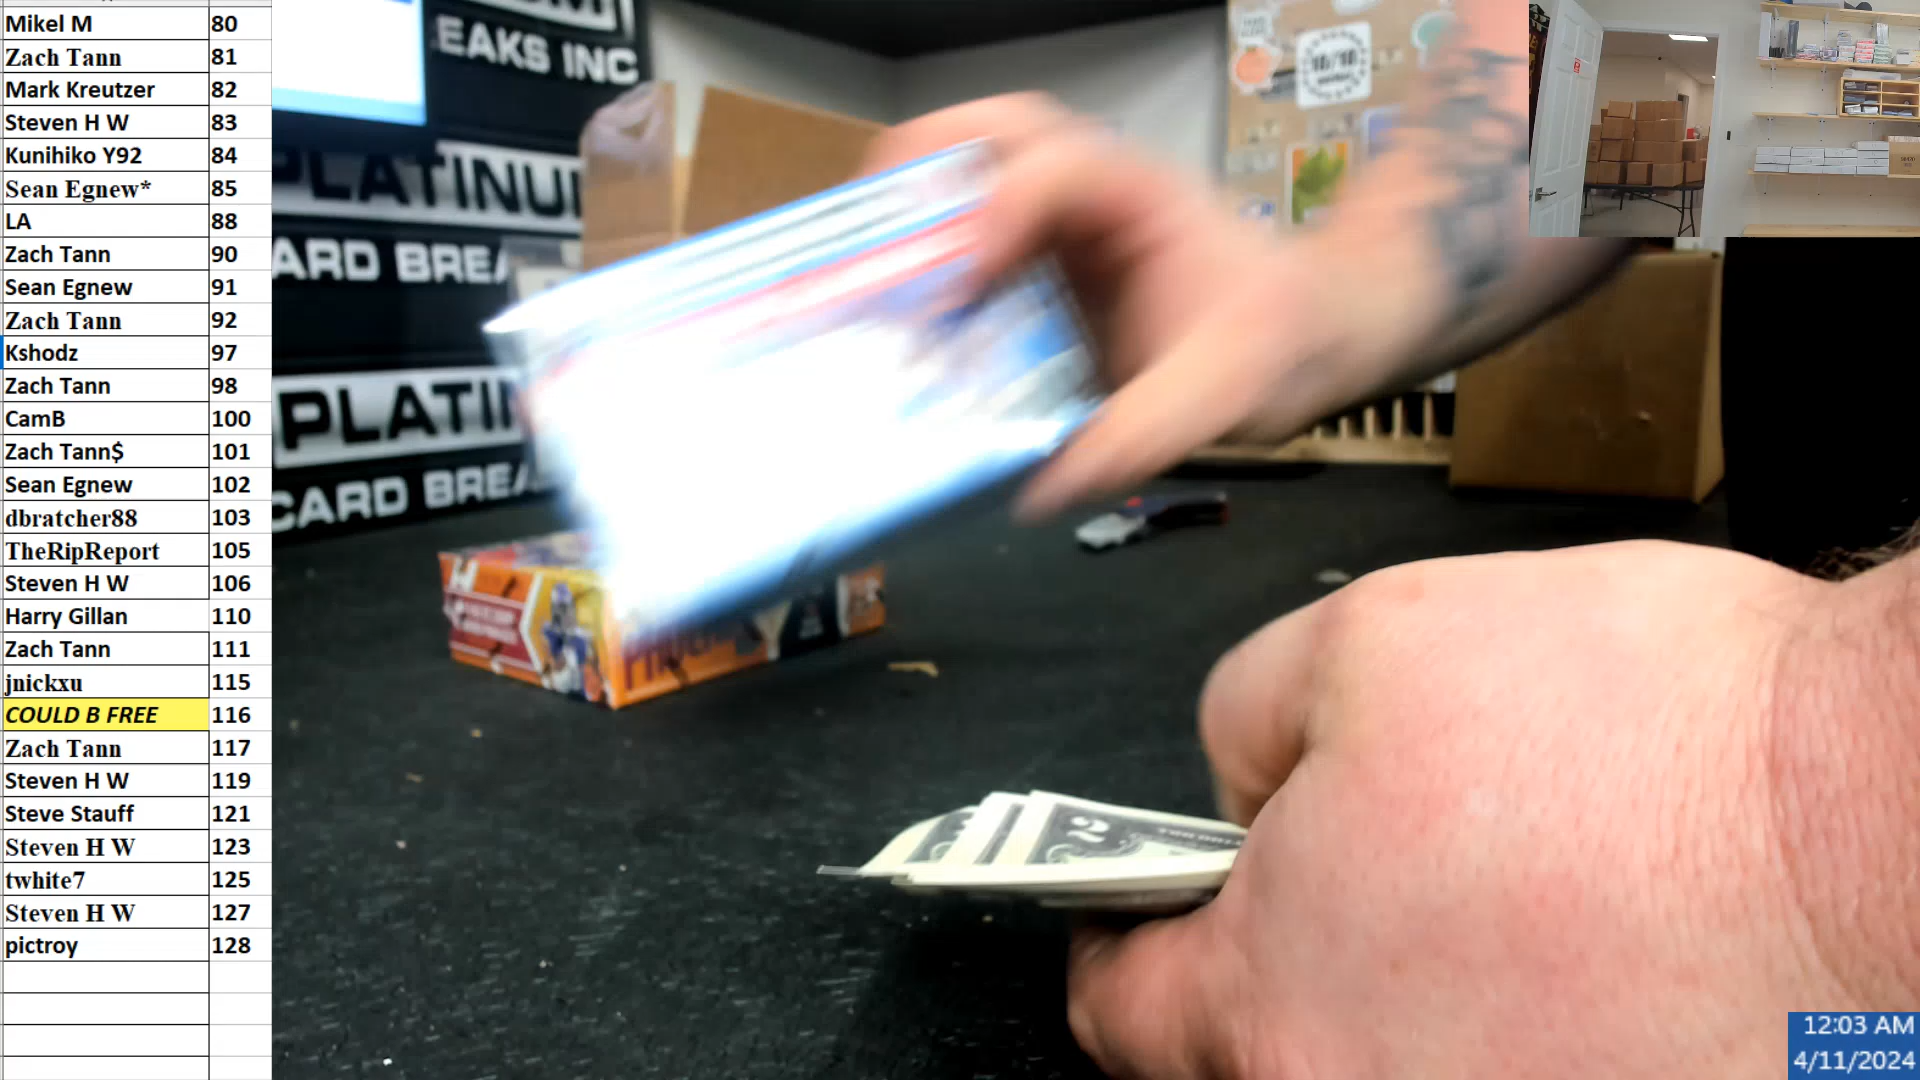 Mikel M 80
Zach Tann 81
Mark Kreutzer 82
Steven H W 83
Kunihiko Y92 84
Sean Egnew* 85
LA 88
Zach Tann 90
Sean Egnew 91
Zach Tann 92
Kshodz 97
Zach Tann 98
CamB 100
Zach Tann$ 101
Sean Egnew 102
dbratcher88 103
TheRipReport 105
Steven H W 106
Harry Gillan 110
Zach Tann 111
jnickxu 115
COULD B FREE 116
Zach Tann 117
Steven H W 119
Steve Stauff 121
Steven H W 123
twhite7 125
Steven H W 127
pictroy 128
EAKS INC
PLATINU
ARD BREA
PLATIN
CARD BREA
2
12:03 AM
4/11/2024